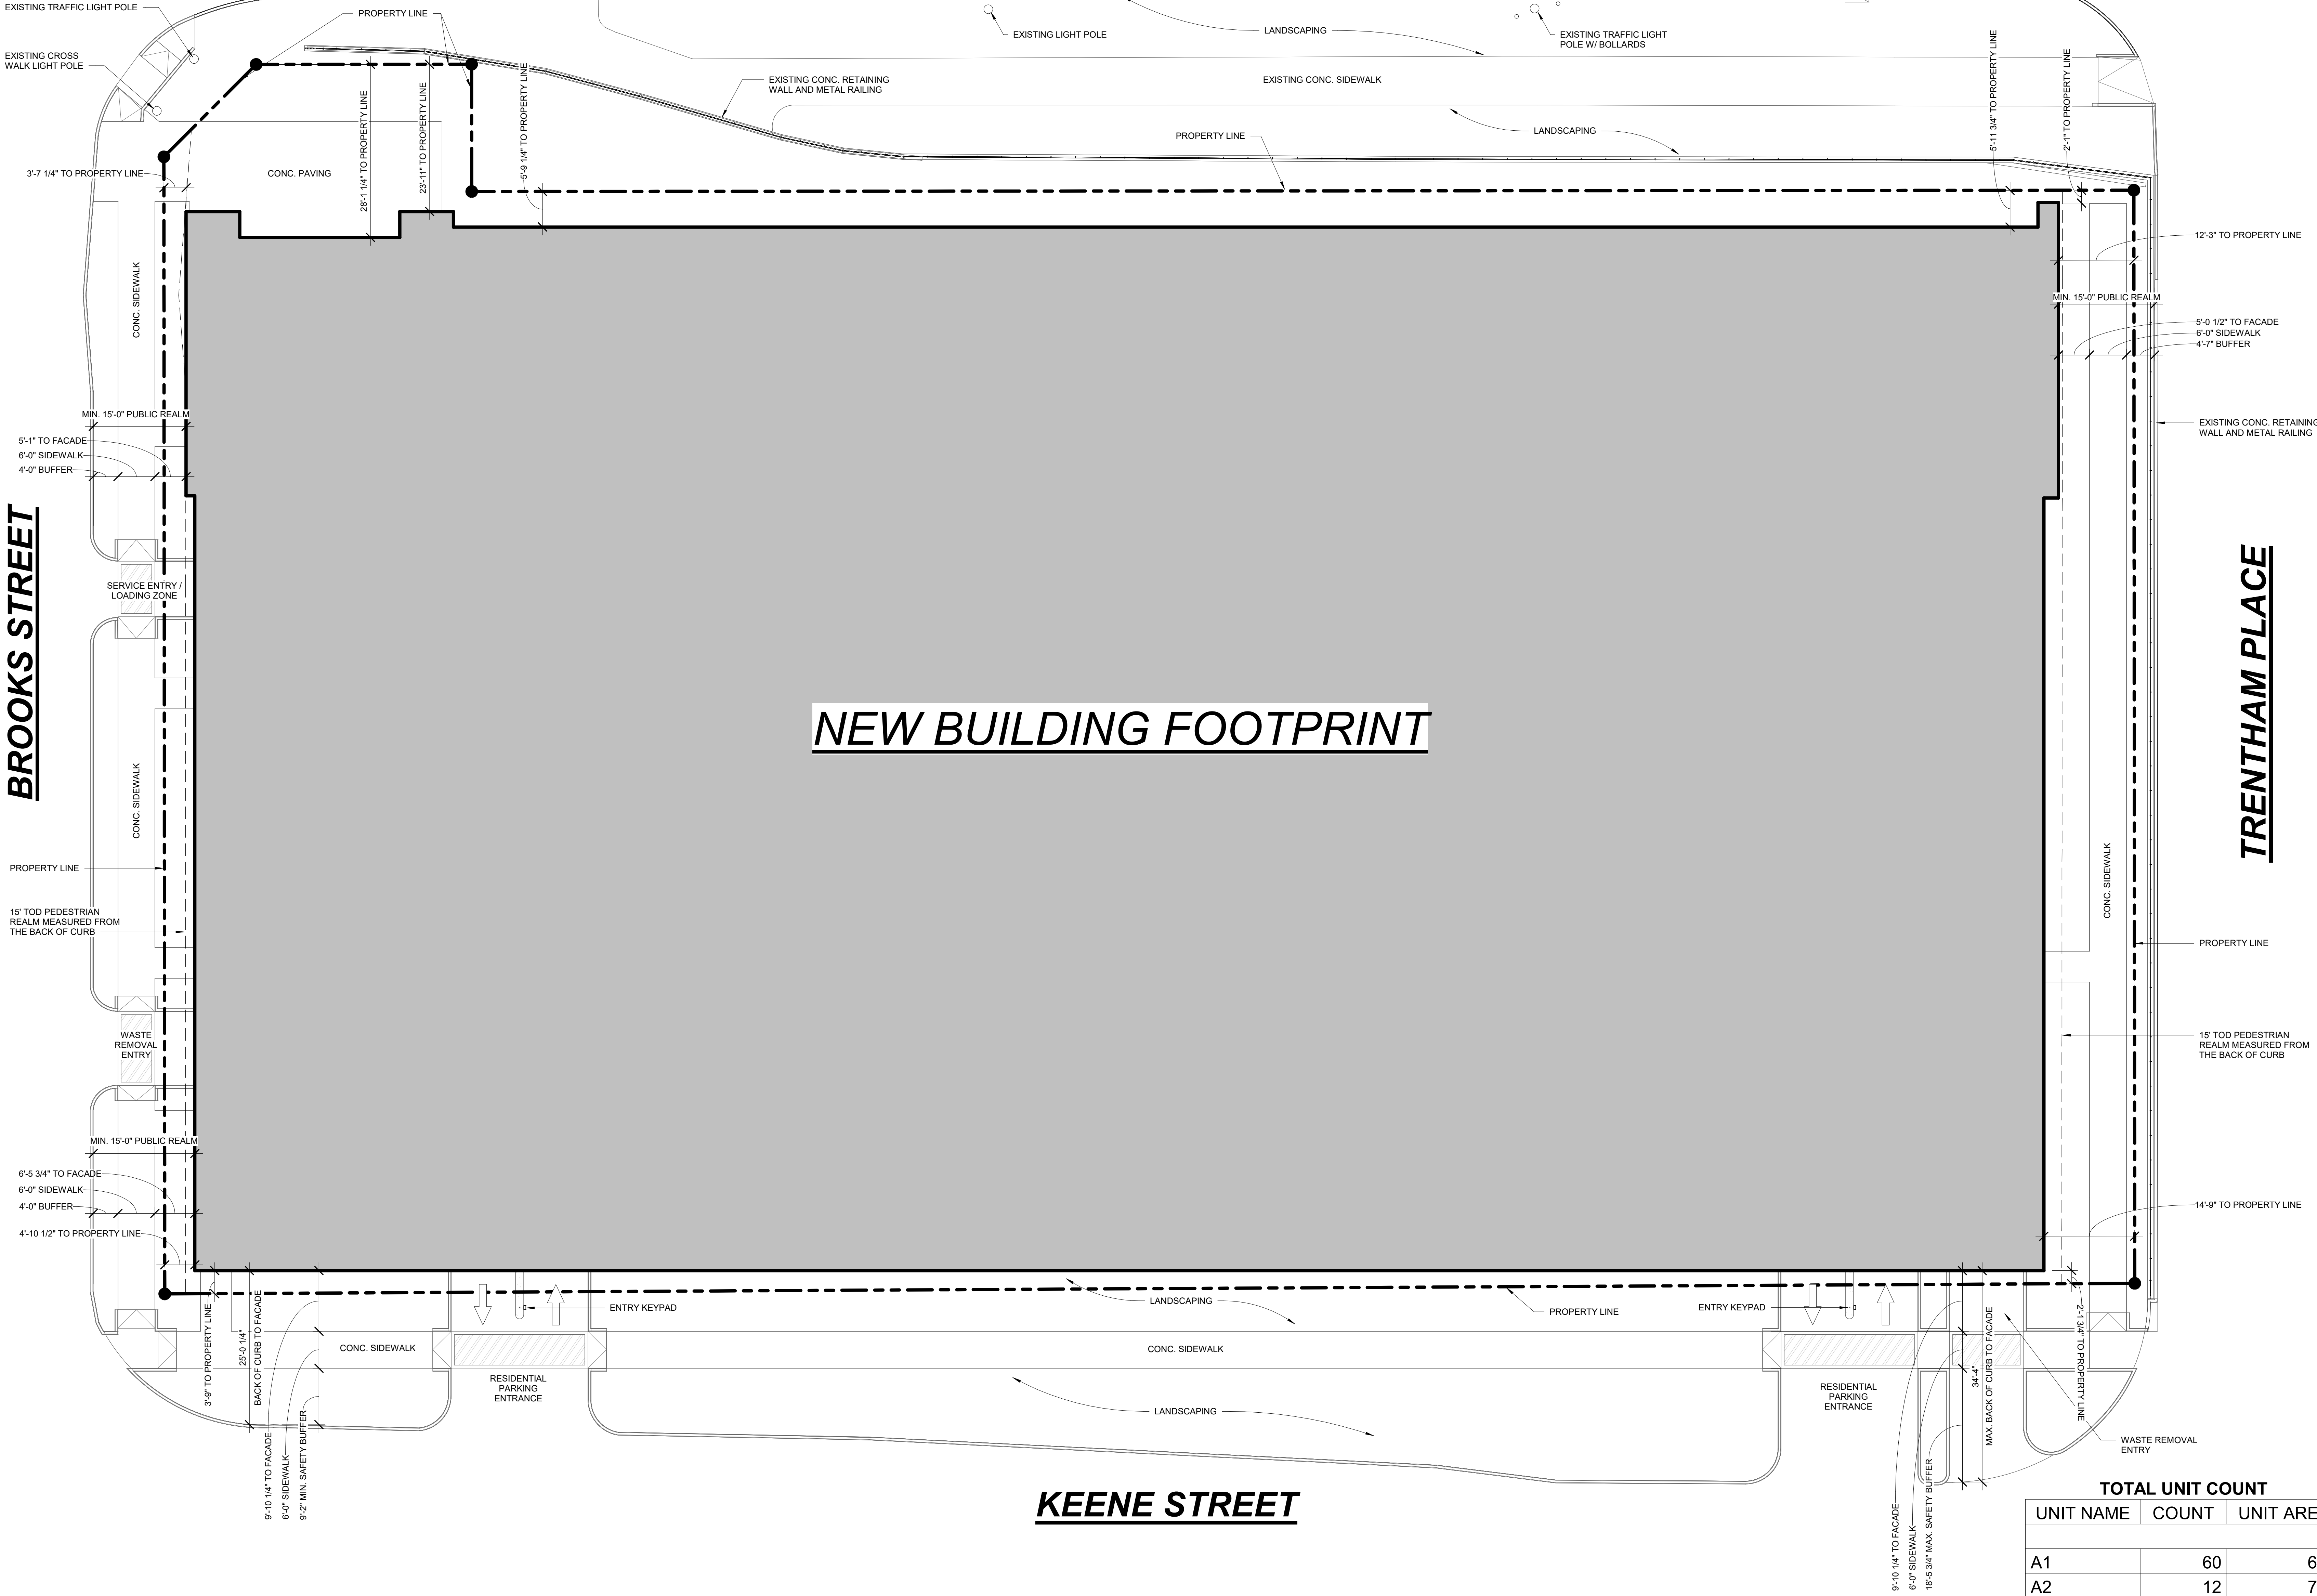 EXISTING TRAFFIC LIGHT POLE
PROPERTY LINE
EXISTING LIGHT POLE
LANDSCAPING
EXISTING TRAFFIC LIGHT
POLE W/ BOLLARDS
EXISTING CROSS
WALK LIGHT POLE
EXISTING CONC. RETAINING
WALL AND METAL RAILING
EXISTING CONC. SIDEWALK
5'-11 3/4" TO PROPERTY LINE
2'-1" TO PROPERTY LINE
28'-1 1/4" TO PROPERTY LINE
23'-11" TO PROPERTY LINE
5'-9 1/4" TO PROPERTY LINE
PROPERTY LINE
LANDSCAPING
3'-7 1/4" TO PROPERTY LINE
CONC. PAVING
12'-3" TO PROPERTY LINE
CONC. SIDEWALK
MIN. 15'-0" PUBLIC REALM
5'-0 1/2" TO FACADE
6'-0" SIDEWALK
4'-7" BUFFER
MIN. 15'-0" PUBLIC REALM
5'-1" TO FACADE
6'-0" SIDEWALK
4'-0" BUFFER
EXISTING CONC. RETAINING
WALL AND METAL RAILING
BROOKS STREET
SERVICE ENTRY /
LOADING ZONE
TRENTHAM PLACE
NEW BUILDING FOOTPRINT
CONC. SIDEWALK
PROPERTY LINE
CONC. SIDEWALK
15' TOD PEDESTRIAN
REALM MEASURED FROM
THE BACK OF CURB
PROPERTY LINE
WASTE
REMOVAL
ENTRY
15' TOD PEDESTRIAN
REALM MEASURED FROM
THE BACK OF CURB
MIN. 15'-0" PUBLIC REALM
6'-5 3/4" TO FACADE
6'-0" SIDEWALK
4'-0" BUFFER
4'-10 1/2" TO PROPERTY LINE
14'-9" TO PROPERTY LINE
3'-9" TO PROPERTY LINE
25'-0 1/4"
BACK OF CURB TO FACADE
ENTRY KEYPAD
LANDSCAPING
PROPERTY LINE
ENTRY KEYPAD
CONC. SIDEWALK
CONC. SIDEWALK
RESIDENTIAL
PARKING
ENTRANCE
RESIDENTIAL
PARKING
ENTRANCE
34'-4"
MAX. BACK OF CURB TO FACADE
2'-1 3/4" TO PROPERTY LINE
LANDSCAPING
9'-10 1/4" TO FACADE
6'-0" SIDEWALK
9'-2" MIN. SAFETY BUFFER
WASTE REMOVAL
ENTRY
9'-10 1/4" TO FACADE
6'-0" SIDEWALK
18'-5 3/4" MAX. SAFETY BUFFER
KEENE STREET
TOTAL UNIT COUNT
UNIT NAME COUNT UNIT ARE
A1 60 6
A2 12 7